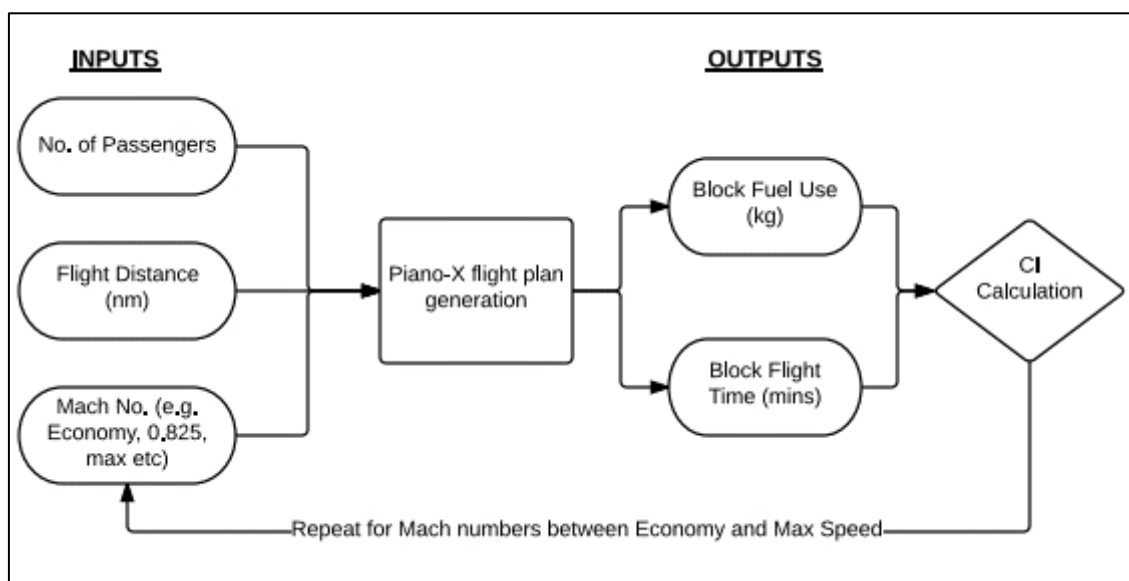 INPUTS
OUTPUTS
No. of Passengers
Flight Distance
(nm)
Mach No. (e.g.
Economy, 0.825,
max etc)
Piano-X flight plan
generation
Block Fuel Use
(kg)
Block Flight
Time (mins)
CI
Calculation
Repeat for Mach numbers between Economy and Max Speed